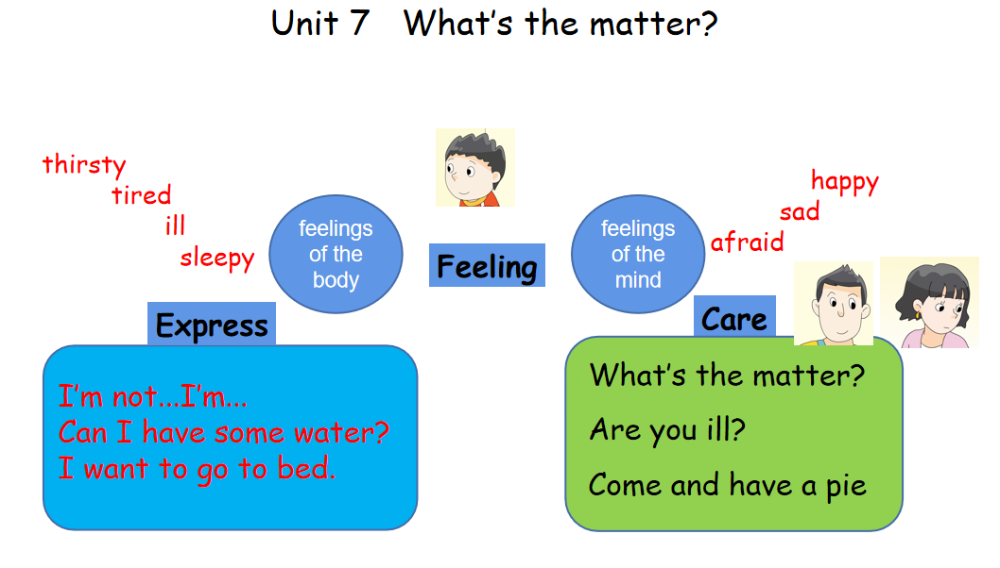 Unit 7 What's the matter?
thirsty
tired
ill
sleepy
feelings
of the
body
Feeling
feelings
of the
mind
happy
sad
afraid
Express
I'm not...I'm...
Can I have some water?
I want to go to bed.
Care
What's the matter?
Are you ill?
Come and have a pie